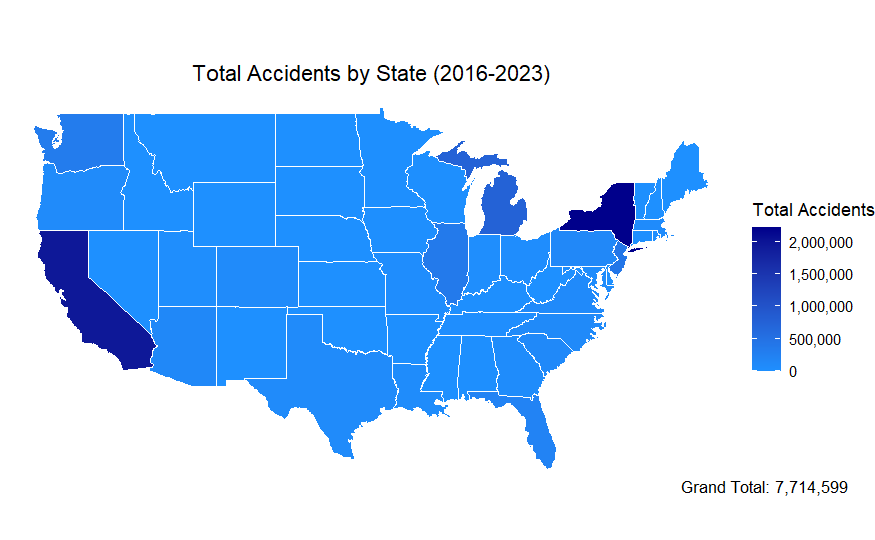 Total Accidents by State (2016-2023)
Total Accidents
2,000,000
1,500,000
1,000,000
500,000
0
Grand Total: 7,714,599